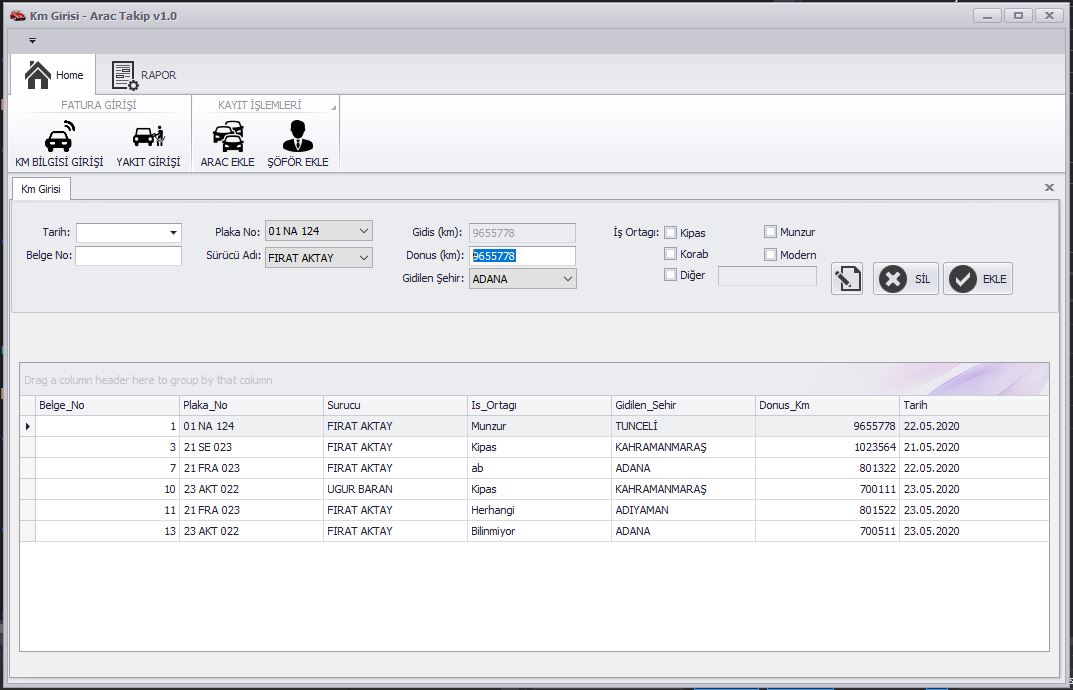 Km Girisi - Arac Takip v1.0
Home
RAPOR
FATURA GİRİŞİ
KAYIT İŞLEMLERİ
KM BİLGİSİ GİRİŞİ
YAKIT GİRİŞİ
ARAC EKLE
ŞÖFÖR EKLE
Km Girisi
Tarih: Plaka No: 01 NA 124 Gidis (km): 9655778 İş Ortagı: Kipas Munzur
Belge No: Sürücü Adı: FIRAT AKTAY Donus (km): 9655778 Korab Modern
Gidilen Şehir: ADANA Diğer SİL EKLE
Drag a column header here to group by that column
Belge_No Plaka_No Surucu Is_Ortagı Gidilen_Sehir Donus_Km Tarih
1 01 NA 124 FIRAT AKTAY Munzur TUNCELİ 9655778 22.05.2020
3 21 SE 023 FIRAT AKTAY Kipas KAHRAMANMARAŞ 1023564 21.05.2020
7 21 FRA 023 FIRAT AKTAY ab ADANA 801322 22.05.2020
10 23 AKT 022 UGUR BARAN Kipas KAHRAMANMARAŞ 700111 23.05.2020
11 21 FRA 023 FIRAT AKTAY Herhangi ADIYAMAN 801522 23.05.2020
13 23 AKT 022 FIRAT AKTAY Bilinmiyor ADANA 700511 23.05.2020